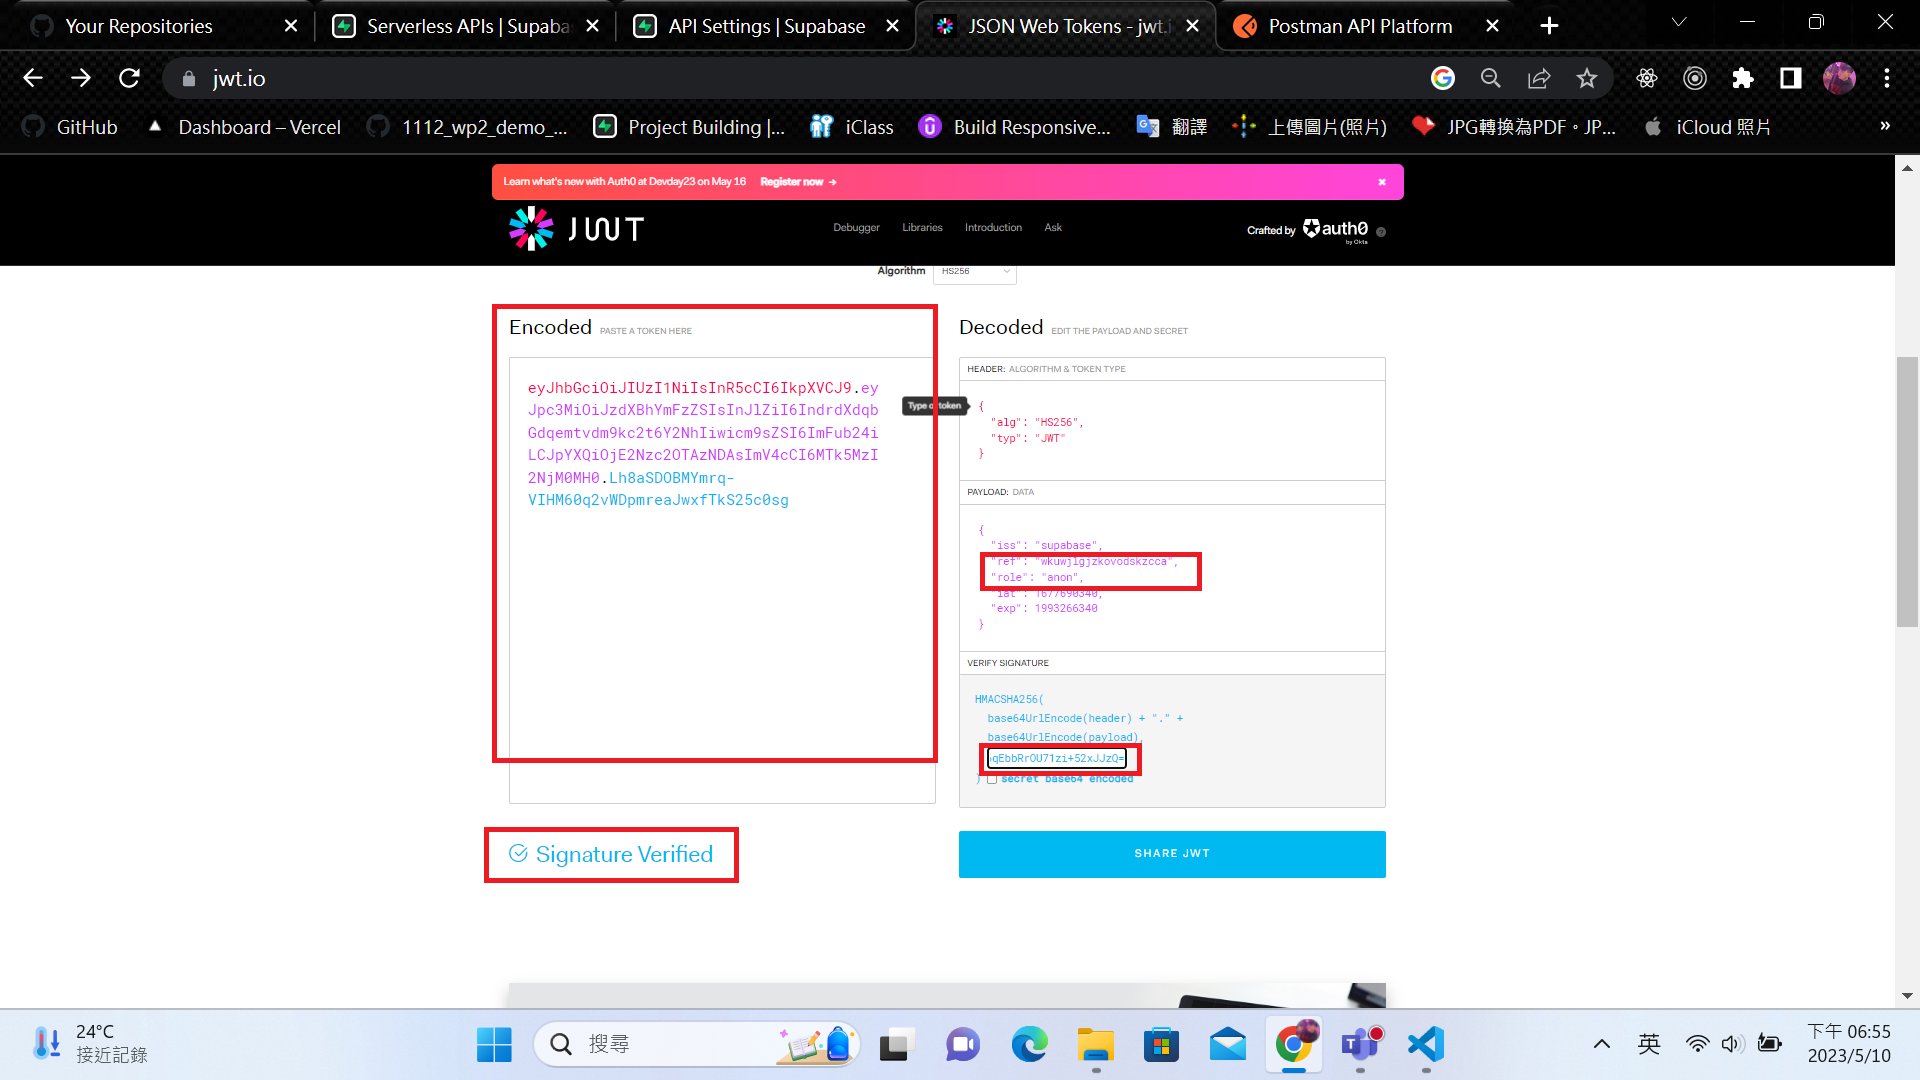 Your Repositories
Serverless APIs | Supaba
API Settings | Supabase
JSON Web Tokens - jwt.i
Postman API Platform
jwt.io
GitHub
Dashboard – Vercel
1112_wp2_demo_...
Project Building |...
iClass
Build Responsive...
翻譯
上傳圖片(照片)
JPG轉換為PDF。JP...
iCloud 照片
»
Learn what's new with Auth0 at Devday23 on May 16 Register now →
JWT
Debugger
Libraries
Introduction
Ask
Crafted by auth0
by Okta
Algorithm HS256
Encoded PASTE A TOKEN HERE
eyJhbGciOiJIUzI1NiIsInR5cCI6IkpXVCJ9.ey
Jpc3MiOiJzdXBhYmFzZSIsInJlZiI6IndrdXdqb
Gdqemtvdm9kc2t6Y2NhIiwicm9sZSI6ImFub24i
LCJpYXQiOjE2Nzc2OTAzNDAsImV4cCI6MTk5MzI
2NjM0MH0.Lh8aSDOBMYmrq-
VIHM60q2vWDpmreaJwxfTkS25c0sg
Signature Verified
Decoded EDIT THE PAYLOAD AND SECRET
HEADER: ALGORITHM & TOKEN TYPE
Type of token
{
"alg": "HS256",
"typ": "JWT"
}
PAYLOAD: DATA
{
"iss": "supabase",
"ref": "wkuwjlgjzkovodskzcca",
"role": "anon",
"iat": 1677690340,
"exp": 1993266340
}
VERIFY SIGNATURE
HMACSHA256(
base64UrlEncode(header) + "." +
base64UrlEncode(payload),
qEbbRrOU71zi+52xJJzQ=
) secret base64 encoded
SHARE JWT
24°C
接近記錄
搜尋
英
下午 06:55
2023/5/10